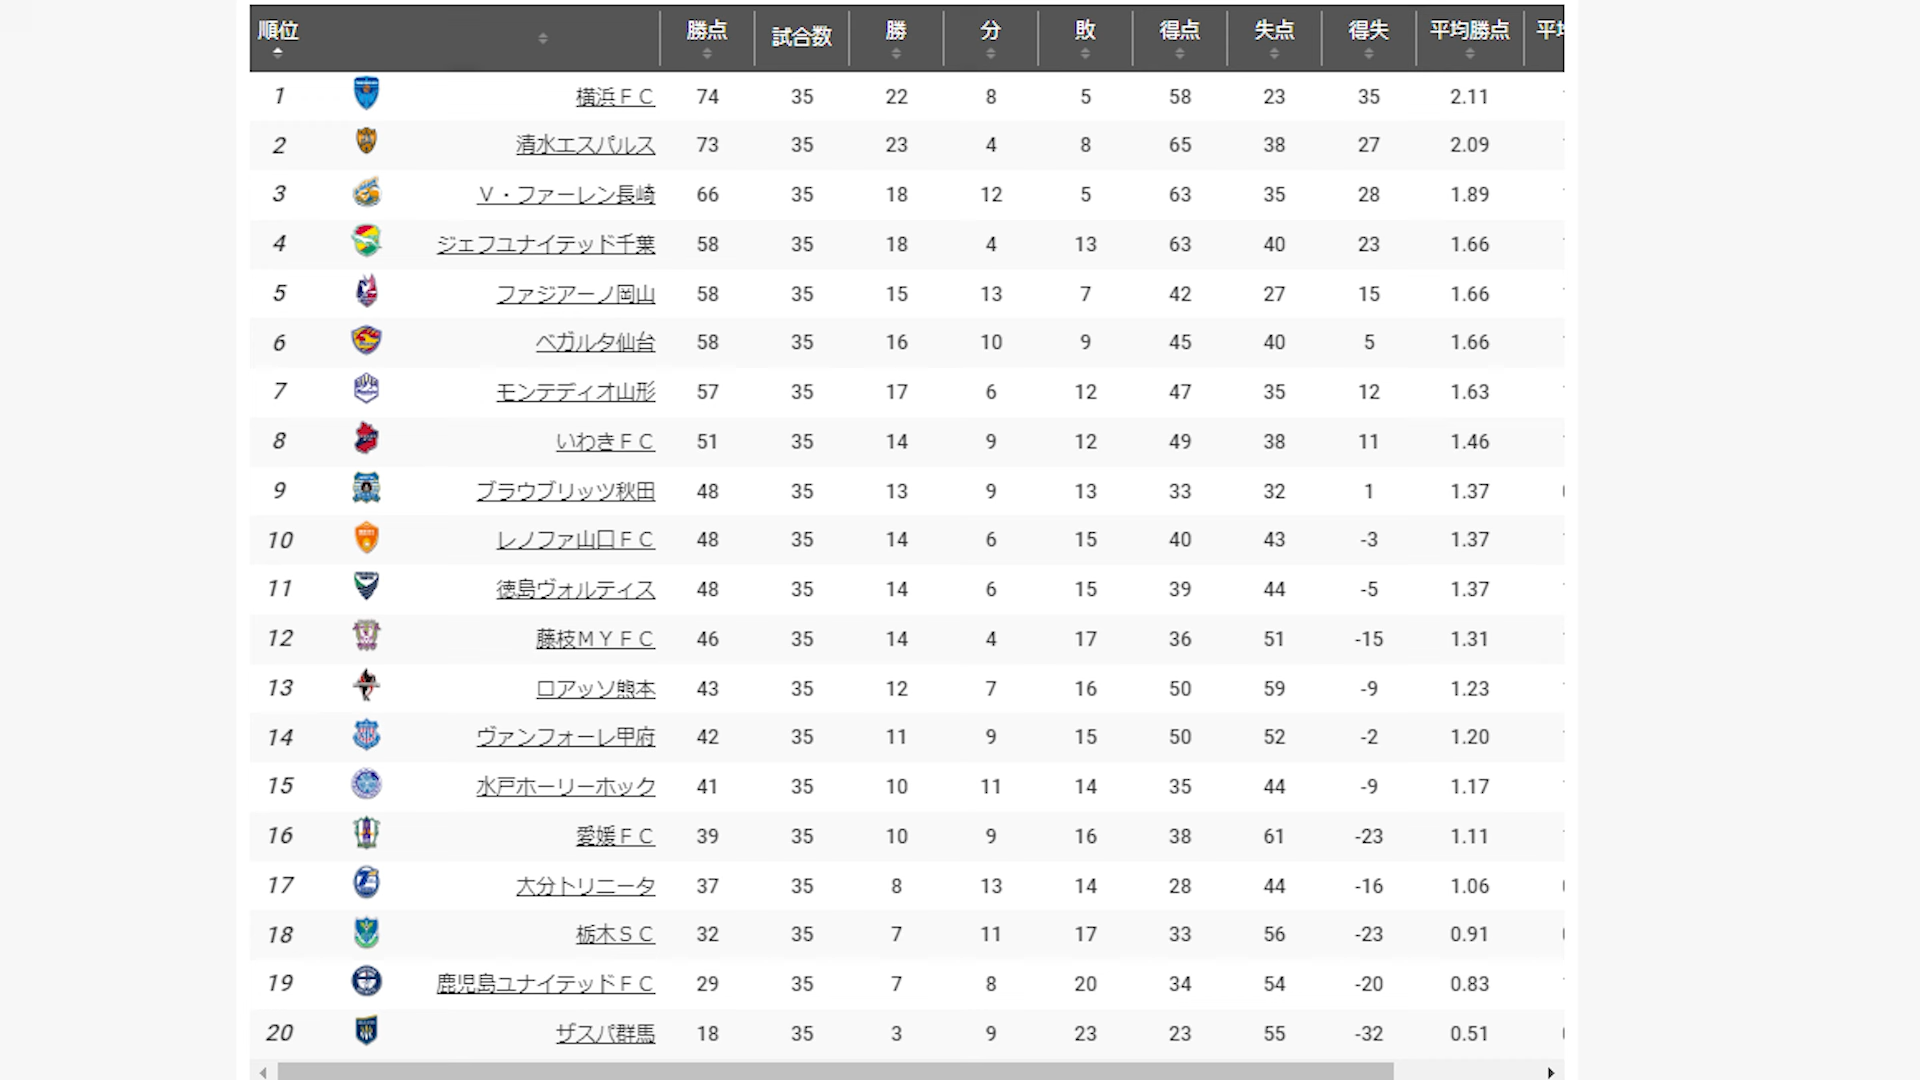 順位 勝点 試合数 勝 分 敗 得点 失点 得失 平均勝点
1 横浜ＦＣ 74 35 22 8 5 58 23 35 2.11
2 清水エスパルス 73 35 23 4 8 65 38 27 2.09
3 Ｖ・ファーレン長崎 66 35 18 12 5 63 35 28 1.89
4 ジェフユナイテッド千葉 58 35 18 4 13 63 40 23 1.66
5 ファジアーノ岡山 58 35 15 13 7 42 27 15 1.66
6 ベガルタ仙台 58 35 16 10 9 45 40 5 1.66
7 モンテディオ山形 57 35 17 6 12 47 35 12 1.63
8 いわきＦＣ 51 35 14 9 12 49 38 11 1.46
9 ブラウブリッツ秋田 48 35 13 9 13 33 32 1 1.37
10 レノファ山口ＦＣ 48 35 14 6 15 40 43 -3 1.37
11 徳島ヴォルティス 48 35 14 6 15 39 44 -5 1.37
12 藤枝ＭＹＦＣ 46 35 14 4 17 36 51 -15 1.31
13 ロアッソ熊本 43 35 12 7 16 50 59 -9 1.23
14 ヴァンフォーレ甲府 42 35 11 9 15 50 52 -2 1.20
15 水戸ホーリーホック 41 35 10 11 14 35 44 -9 1.17
16 愛媛ＦＣ 39 35 10 9 16 38 61 -23 1.11
17 大分トリニータ 37 35 8 13 14 28 44 -16 1.06
18 栃木ＳＣ 32 35 7 11 17 33 56 -23 0.91
19 鹿児島ユナイテッドＦＣ 29 35 7 8 20 34 54 -20 0.83
20 ザスパ群馬 18 35 3 9 23 23 55 -32 0.51